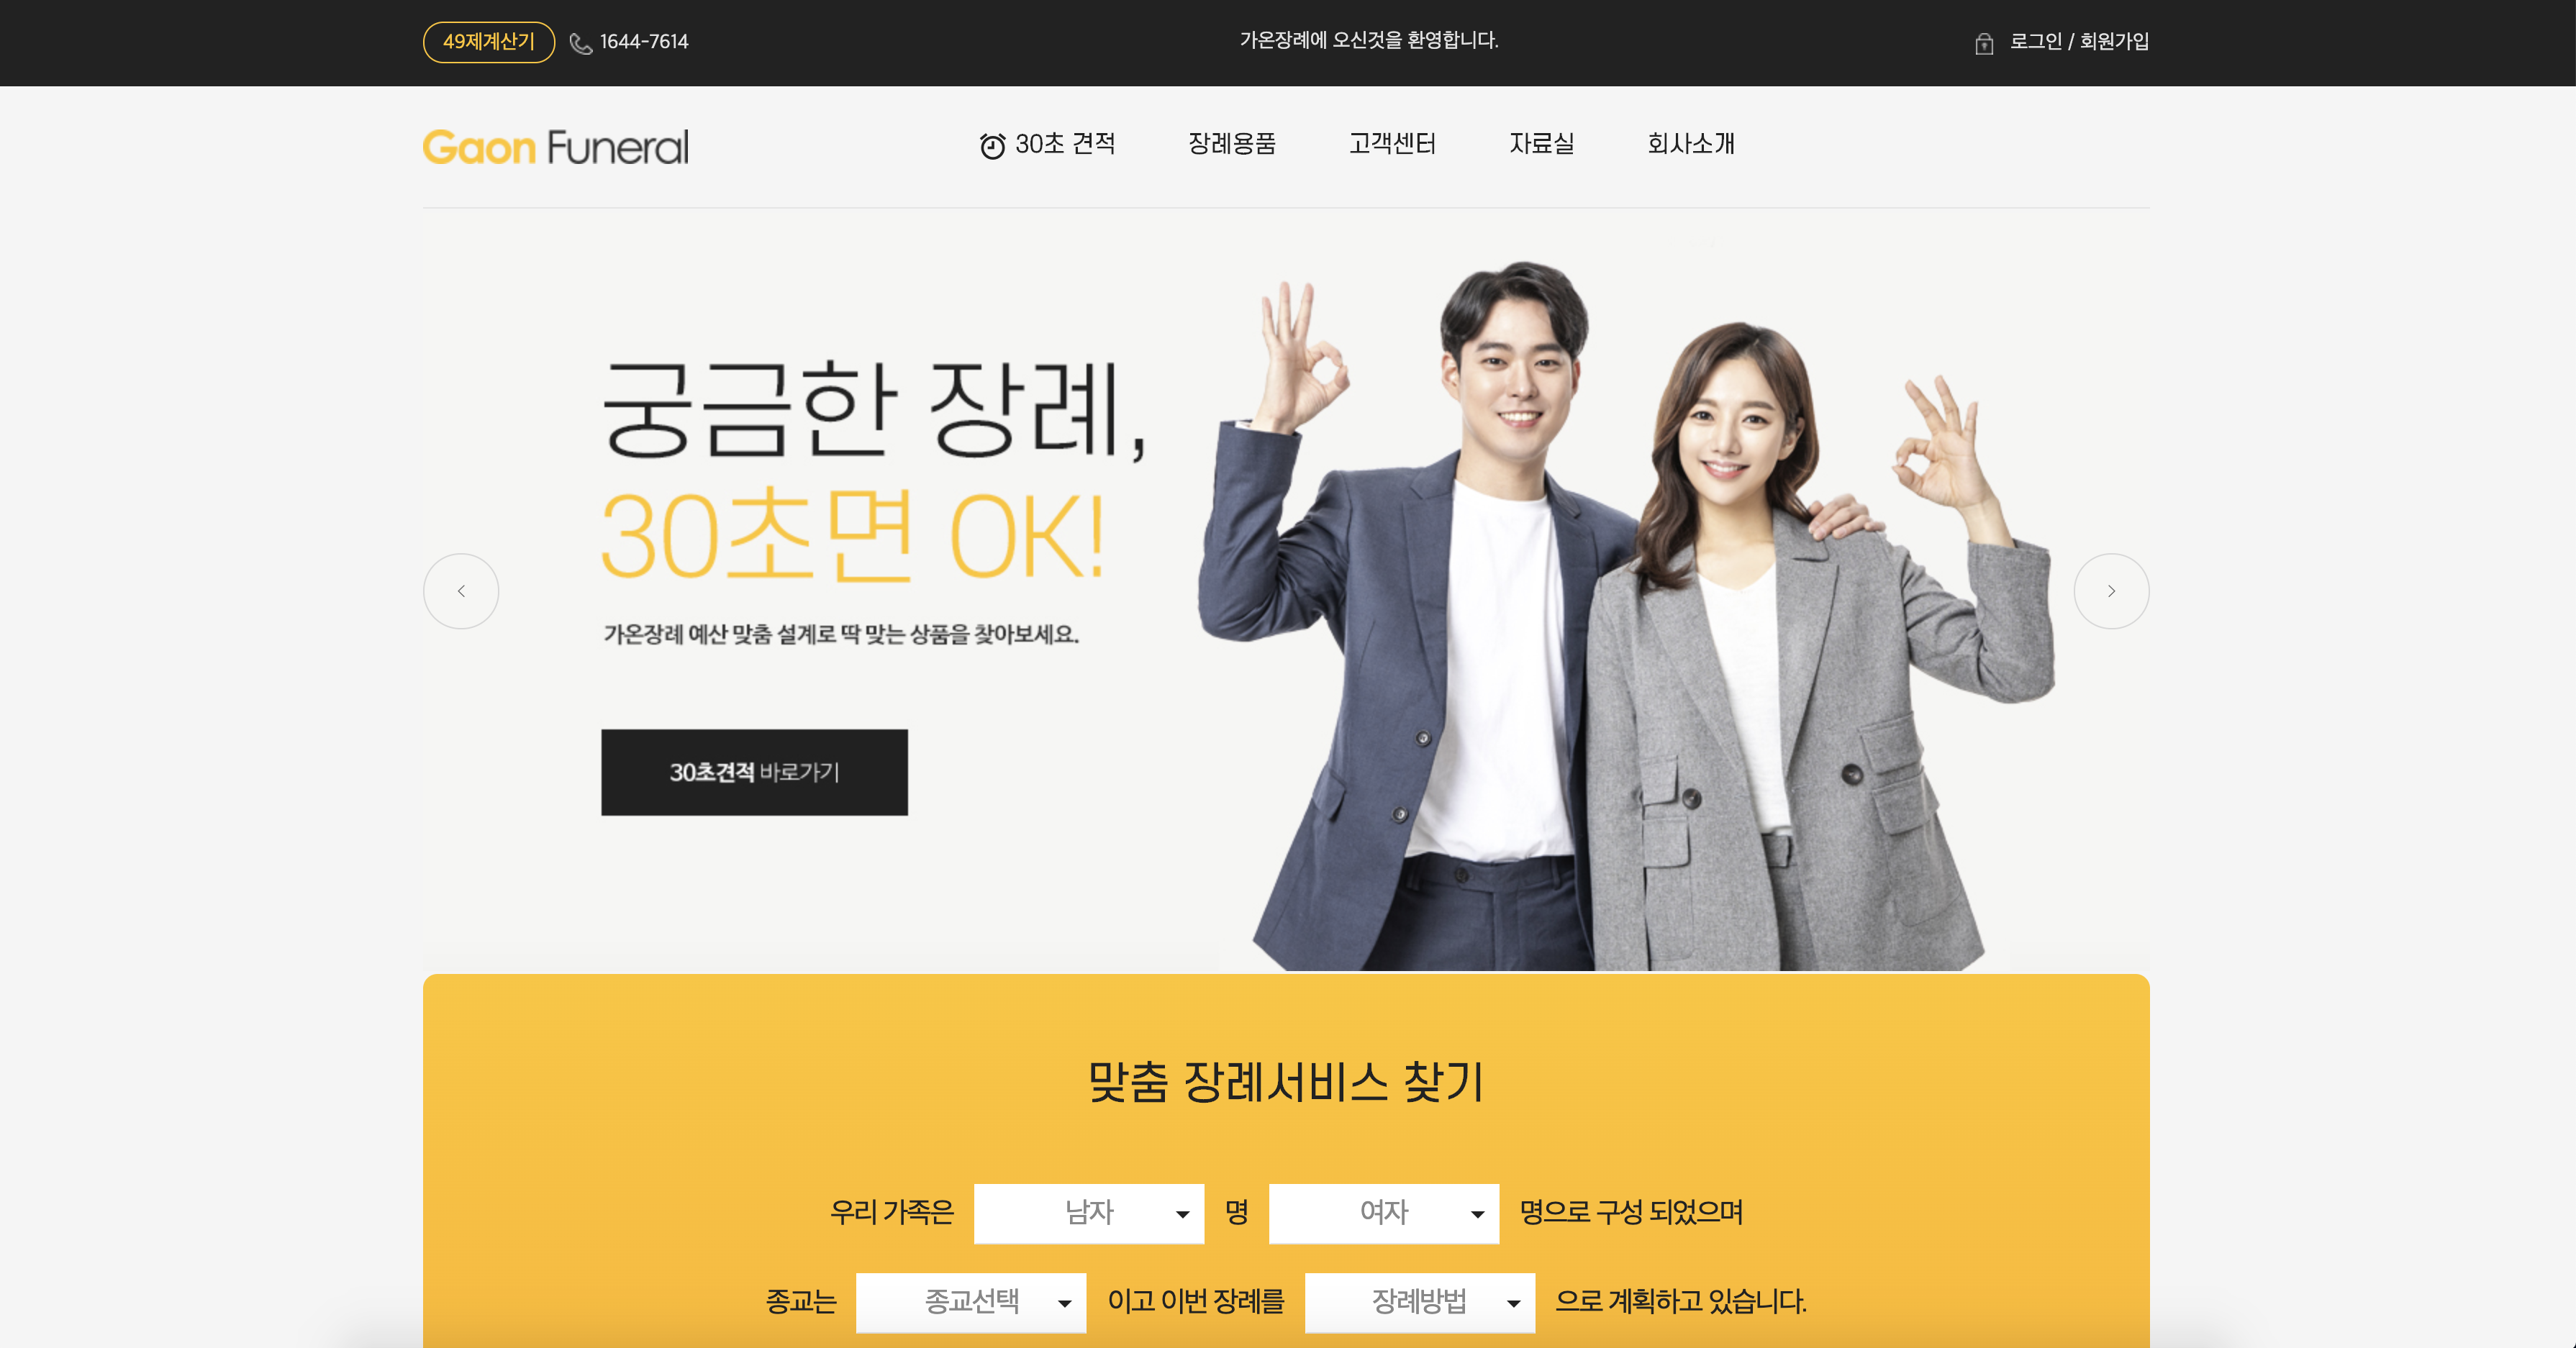 49제계산기
1644-7614
가온장례에 오신것을 환영합니다.
로그인 / 회원가입
Gaon Funeral
30초 견적
장례용품
고객센터
자료실
회사소개
궁금한 장례,
30초면 OK!
가온장례 예산 맞춤 설계로 딱 맞는 상품을 찾아보세요.
30초견적 바로가기
맞춤 장례서비스 찾기
우리 가족은 남자 명 여자 명으로 구성 되었으며
종교는 종교선택 이고 이번 장례를 장례방법 으로 계획하고 있습니다.